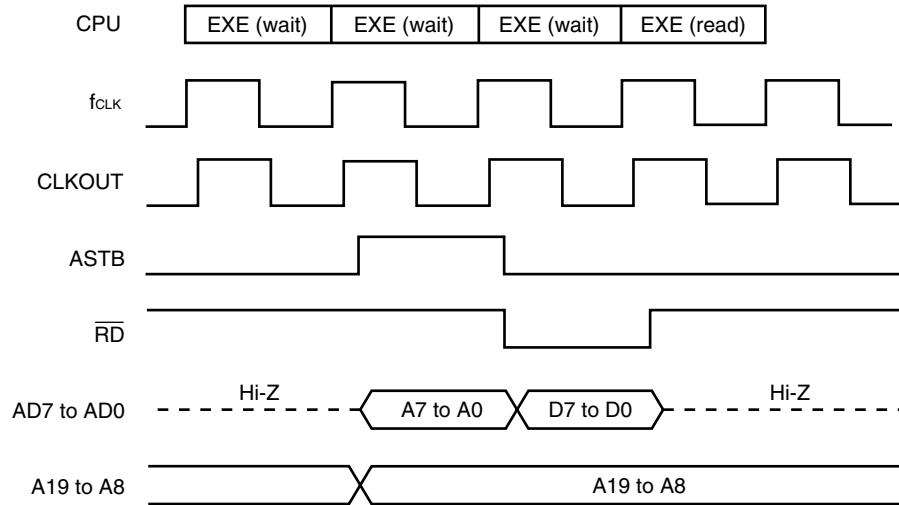 CPU EXE (wait) EXE (wait) EXE (wait) EXE (read)
fCLK
CLKOUT
ASTB
RD
Hi-Z Hi-Z
AD7 to AD0 A7 to A0 D7 to D0
A19 to A8 A19 to A8